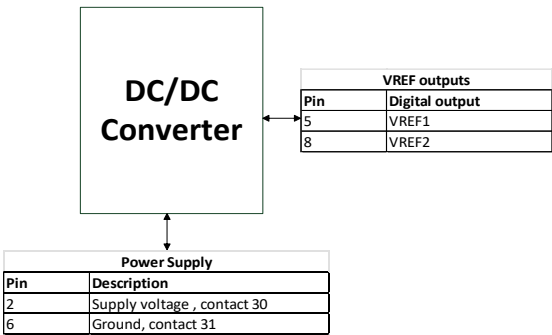 DC/DC
Converter
VREF outputs
Pin Digital output
5 VREF1
8 VREF2
Power Supply
Pin Description
2 Supply voltage , contact 30
6 Ground, contact 31